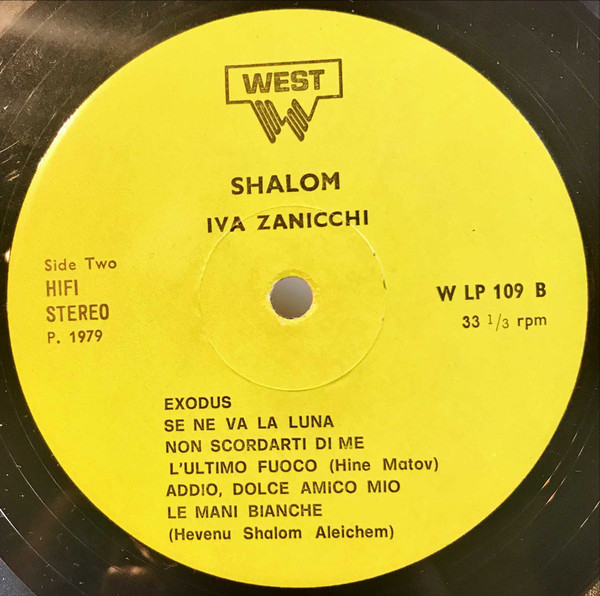 WEST
SHALOM
IVA ZANICCHI
Side Two
HIFI
STEREO
P. 1979
W LP 109 B
33 1/3 rpm
EXODUS
SE NE VA LA LUNA
NON SCORDARTI DI ME
L'ULTIMO FUOCO (Hine Matov)
ADDIO, DOLCE AMICO MIO
LE MANI BIANCHE
(Hevenu Shalom Aleichem)